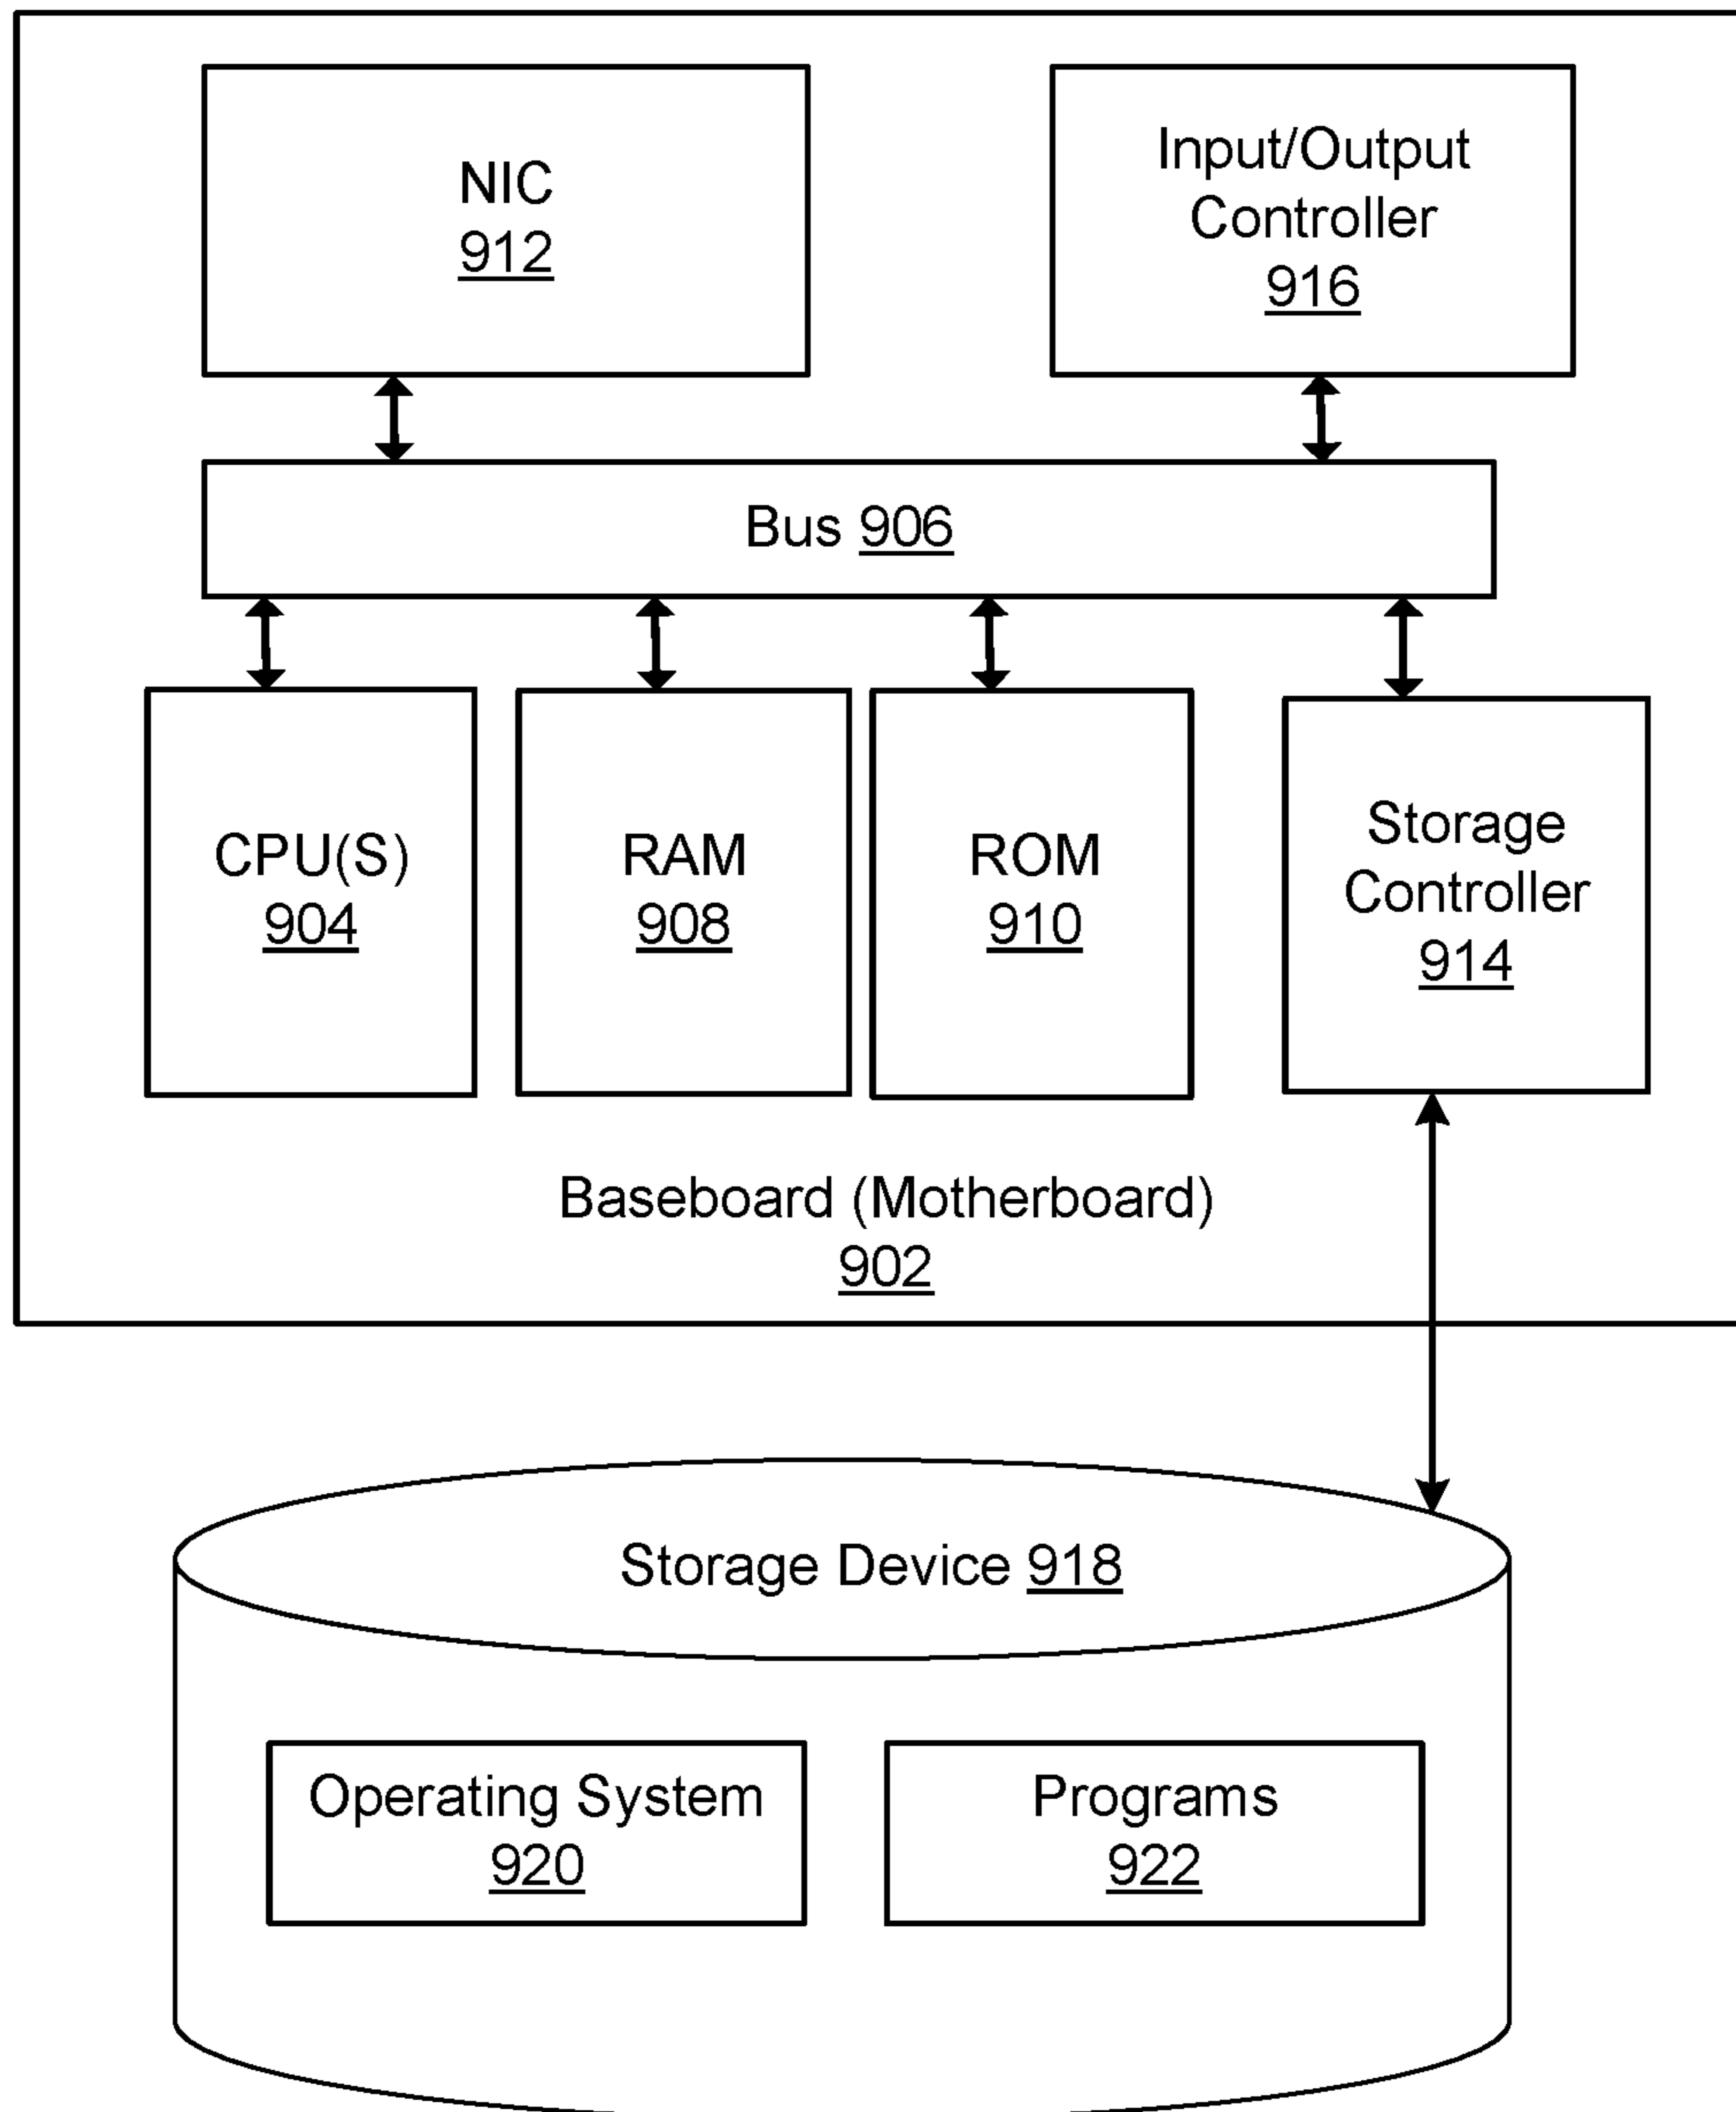 NIC
912
Input/Output
Controller
916
Bus 906
CPU(S)
904
RAM
908
ROM
910
Storage
Controller
914
Baseboard (Motherboard)
902
Storage Device 918
Operating System
920
Programs
922